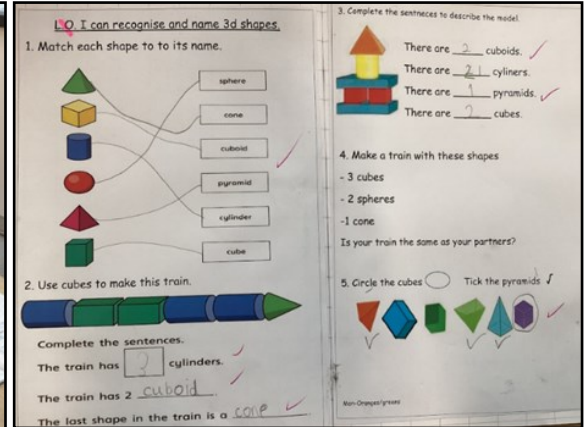 L.O. I can recognise and name 3d shapes.
1. Match each shape to to its name.
sphere
cone
cuboid
pyramid
cylinder
cube
2. Use cubes to make this train.
Complete the sentences.
The train has 3 cylinders.
The train has 2 cuboid.
The last shape in the train is a cone
3. Complete the sentneces to describe the model.
There are 2 cuboids.
There are 1 cyliners.
There are 1 pyramids.
There are 2 cubes.
4. Make a train with these shapes
- 3 cubes
- 2 spheres
-1 cone
Is your train the same as your partners?
5. Circle the cubes Tick the pyramids √